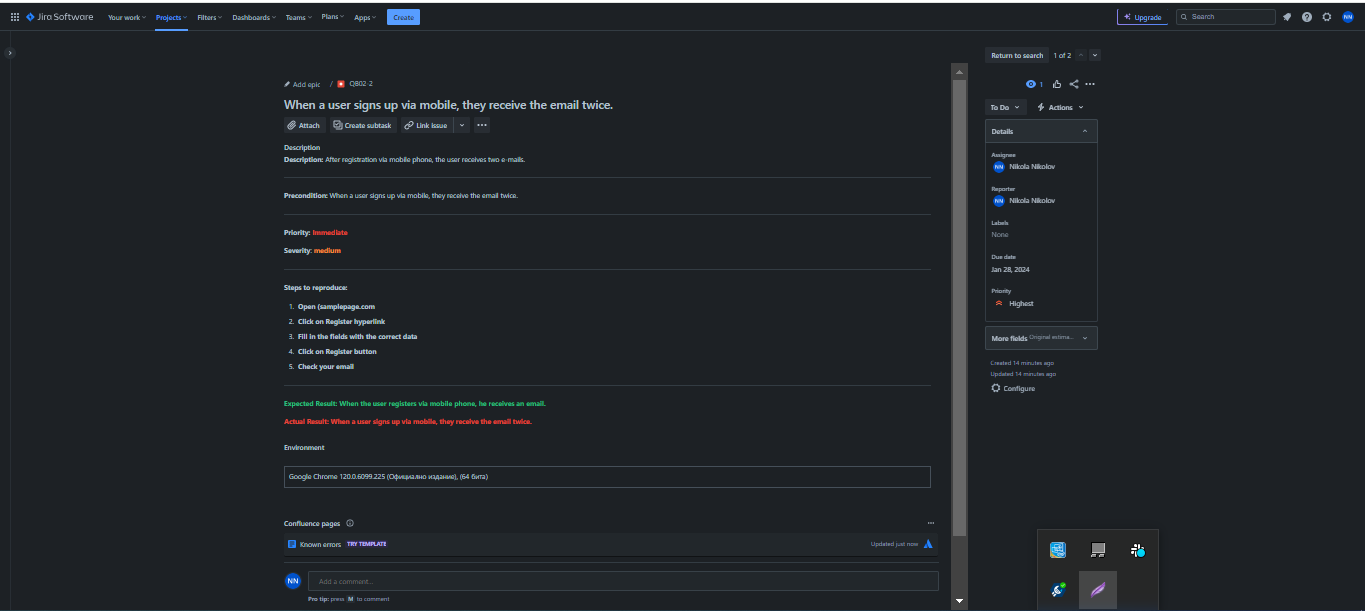 Jira Software Your work Projects Filters Dashboards Teams Plans Apps Create Upgrade Search NN
Return to search 1 of 2
Add epic / QB02-2
1
When a user signs up via mobile, they receive the email twice.
To Do Actions
Attach Create subtask Link issue
Details
Description
Description: After registration via mobile phone, the user receives two e-mails.
Assignee
NN Nikola Nikolov
Precondition: When a user signs up via mobile, they receive the email twice.
Reporter
NN Nikola Nikolov
Labels
None
Priority: Immediate
Severity: medium
Due date
Jan 28, 2024
Priority
Highest
Steps to reproduce:
1. Open (samplepage.com
2. Click on Register hyperlink
3. Fill in the fields with the correct data
4. Click on Register button
5. Check your email
More fields Original estima...
Created 14 minutes ago
Updated 14 minutes ago
Configure
Expected Result: When the user registers via mobile phone, he receives an email.
Actual Result: When a user signs up via mobile, they receive the email twice.
Environment
Google Chrome 120.0.6099.225 (Официално издание), (64 бита)
Confluence pages
Known errors TRY TEMPLATE Updated just now
NN Add a comment...
Pro tip: press M to comment